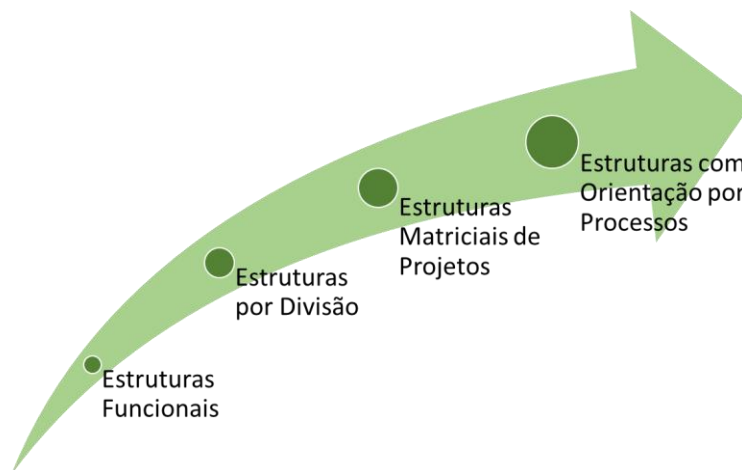 Estruturas com
Orientação por
Processos
Estruturas
Matriciais de
Projetos
Estruturas
por Divisão
Estruturas
Funcionais